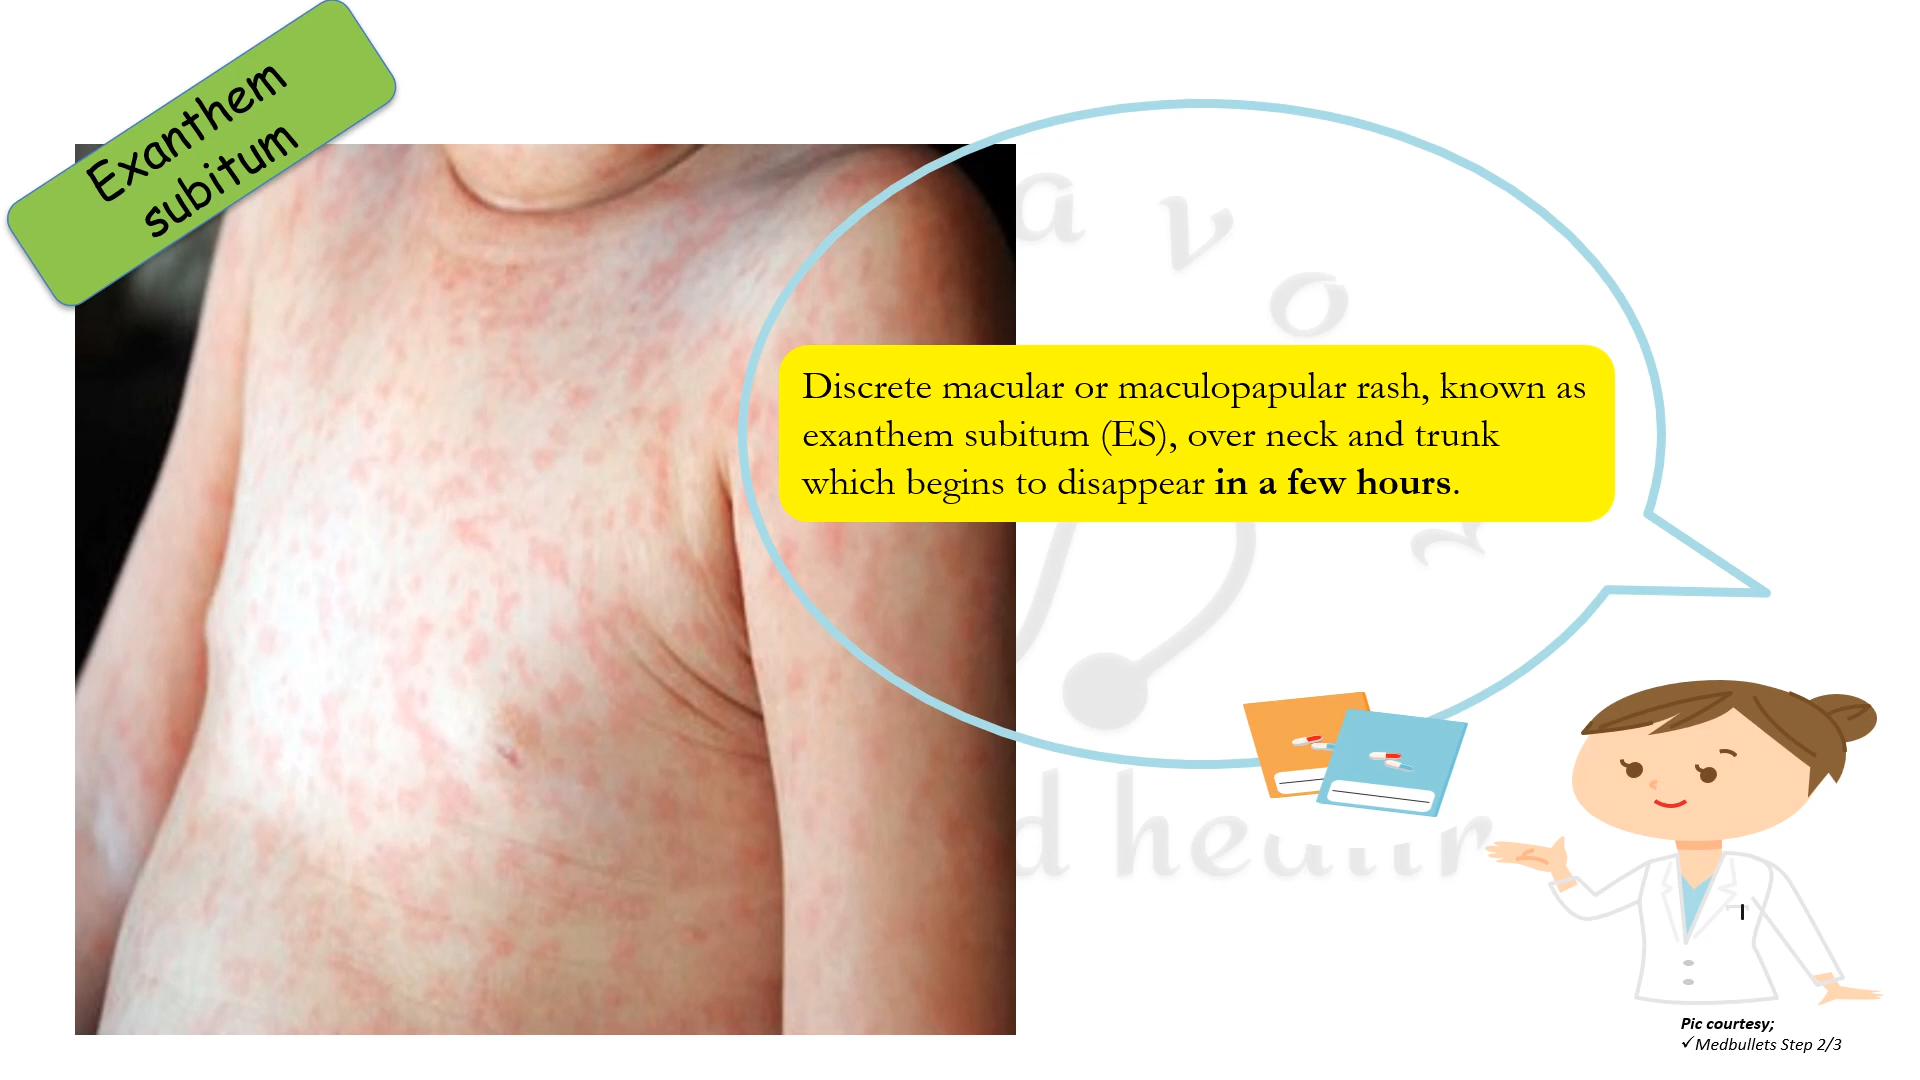 Exanthem
subitum
a v o
Discrete macular or maculopapular rash, known as
exanthem subitum (ES), over neck and trunk
which begins to disappear in a few hours.
d health
Pic courtesy;
✓Medbullets Step 2/3